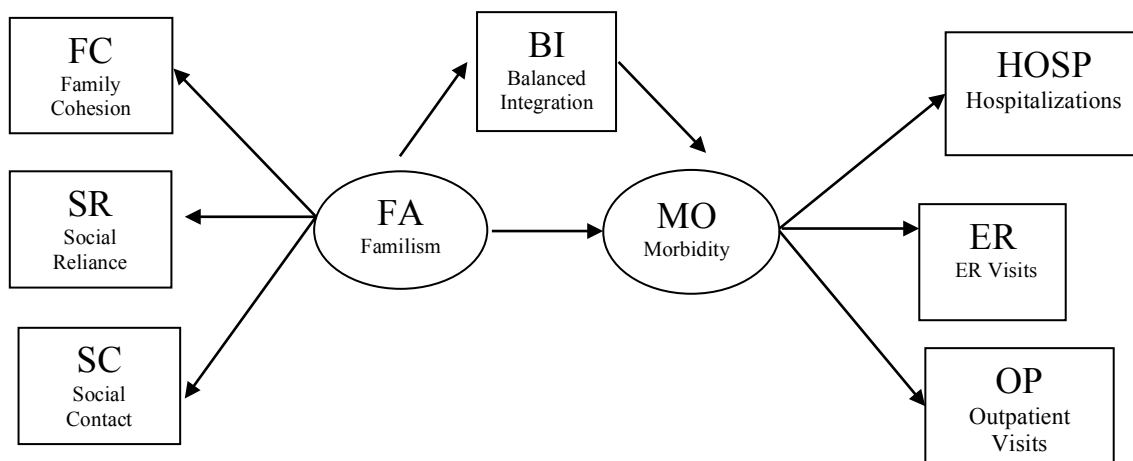 FC
Family
Cohesion
BI
Balanced
Integration
HOSP
Hospitalizations
SR
Social
Reliance
FA
Familism
MO
Morbidity
ER
ER Visits
SC
Social
Contact
OP
Outpatient
Visits